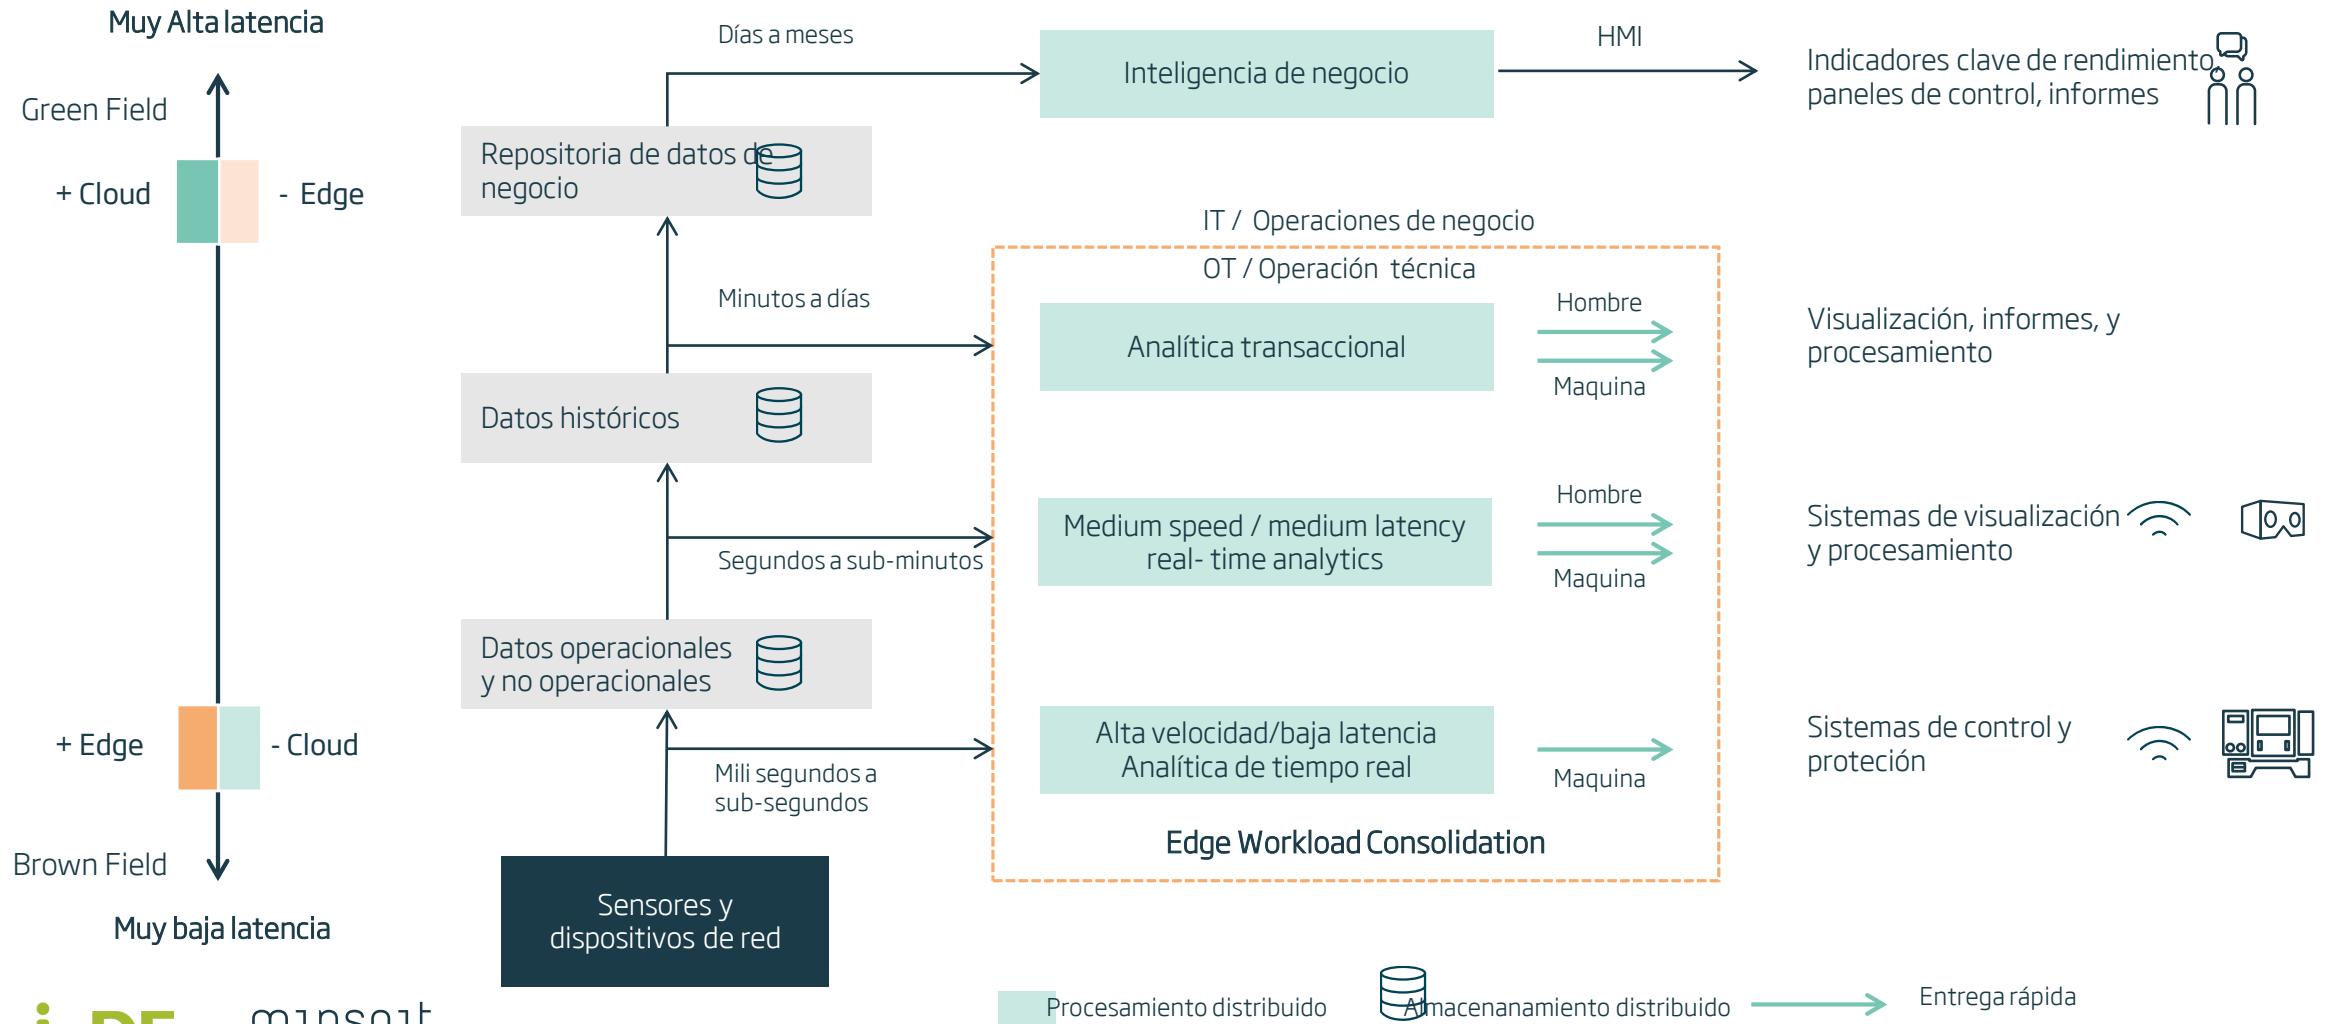 Muy Alta latencia
Green Field
+ Cloud
- Edge
+ Edge
- Cloud
Brown Field
Muy baja latencia
Días a meses
Inteligencia de negocio
HMI
Indicadores clave de rendimiento,
paneles de control, informes
Repositoria de datos de
negocio
IT / Operaciones de negocio
OT / Operación técnica
Minutos a días
Analítica transaccional
Hombre
Maquina
Visualización, informes, y
procesamiento
Datos históricos
Segundos a sub-minutos
Medium speed / medium latency
real- time analytics
Hombre
Maquina
Sistemas de visualización
y procesamiento
Datos operacionales
y no operacionales
Mili segundos a
sub-segundos
Alta velocidad/baja latencia
Analítica de tiempo real
Maquina
Sistemas de control y
proteción
Edge Workload Consolidation
Sensores y
dispositivos de red
Procesamiento distribuido
Almacenanamiento distribuido
Entrega rápida
i-DE
minsait